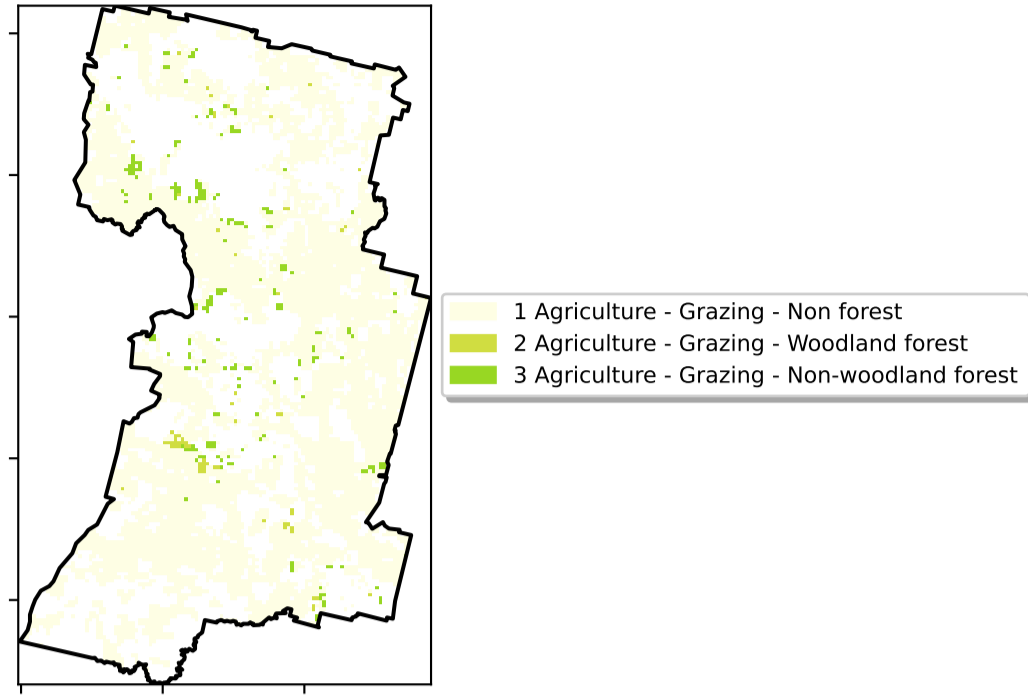 1 Agriculture - Grazing - Non forest
2 Agriculture - Grazing - Woodland forest
3 Agriculture - Grazing - Non-woodland forest